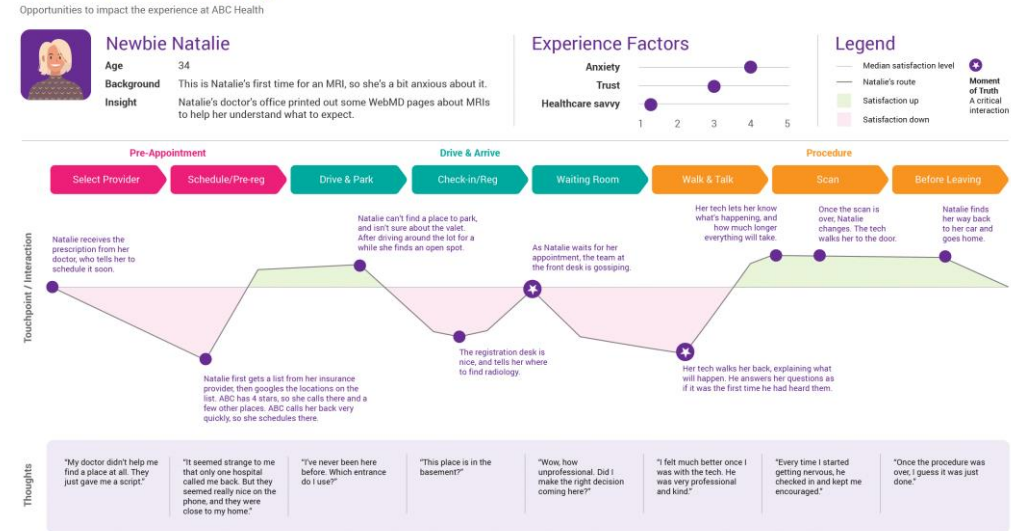 Opportunities to impact the experience at ABC Health
Newbie Natalie
Age 34
Background This is Natalie's first time for an MRI, so she's a bit anxious about it.
Insight Natalie's doctor's office printed out some WebMD pages about MRIs
to help her understand what to expect.
Experience Factors
Anxiety
Trust
Healthcare savvy
1 2 3 4 5
Legend
Median satisfaction level
Natalie's route
Satisfaction up
Satisfaction down
Moment
of Truth
A critical
interaction
Pre-Appointment
Drive & Arrive
Procedure
Select Provider
Schedule/Pre-reg
Drive & Park
Check-in/Reg
Waiting Room
Walk & Talk
Scan
Before Leaving
Touchpoint / Interaction
Natalie receives the
prescription from her
doctor, who tells her to
schedule it soon.
Natalie first gets a list from her insurance
provider, then googles the locations on the
list. ABC has 4 stars, so she calls there and a
few other places. ABC calls her back very
quickly, so she schedules there.
Natalie can't find a place to park,
and isn't sure about the valet.
After driving around the lot for a
while she finds an open spot.
The registration desk is
nice, and tells her where
to find radiology.
As Natalie waits for her
appointment, the team at
the front desk is gossiping.
Her tech walks her back, explaining what
will happen. He answers her questions as
if it was the first time he had heard them.
Her tech lets her know
what's happening, and
how much longer
everything will take.
Once the scan is
over, Natalie
changes. The tech
walks her to the door.
Natalie finds
her way back
to her car and
goes home.
Thoughts
"My doctor didn't help me
find a place at all. They
just gave me a script."
"It seemed strange to me
that only one hospital
called me back. But they
seemed really nice on the
phone, and they were
close to my home."
"I've never been here
before. Which entrance
do I use?"
"This place is in the
basement?"
"Wow, how
unprofessional. Did I
make the right decision
coming here?"
"I felt much better once I
was with the tech. He
was very professional
and kind."
"Every time I started
getting nervous, he
checked in and kept me
encouraged."
"Once the procedure was
over, I guess it was just
done."